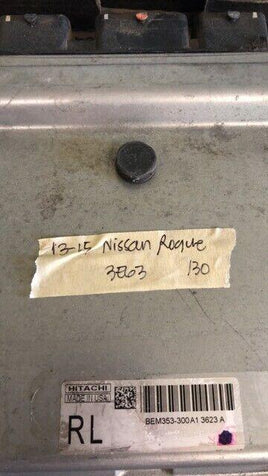 13-15 Nissan Rogue
3E63 130
HITACHI
MADE IN USA
BEM353-300A1 3623 A
RL